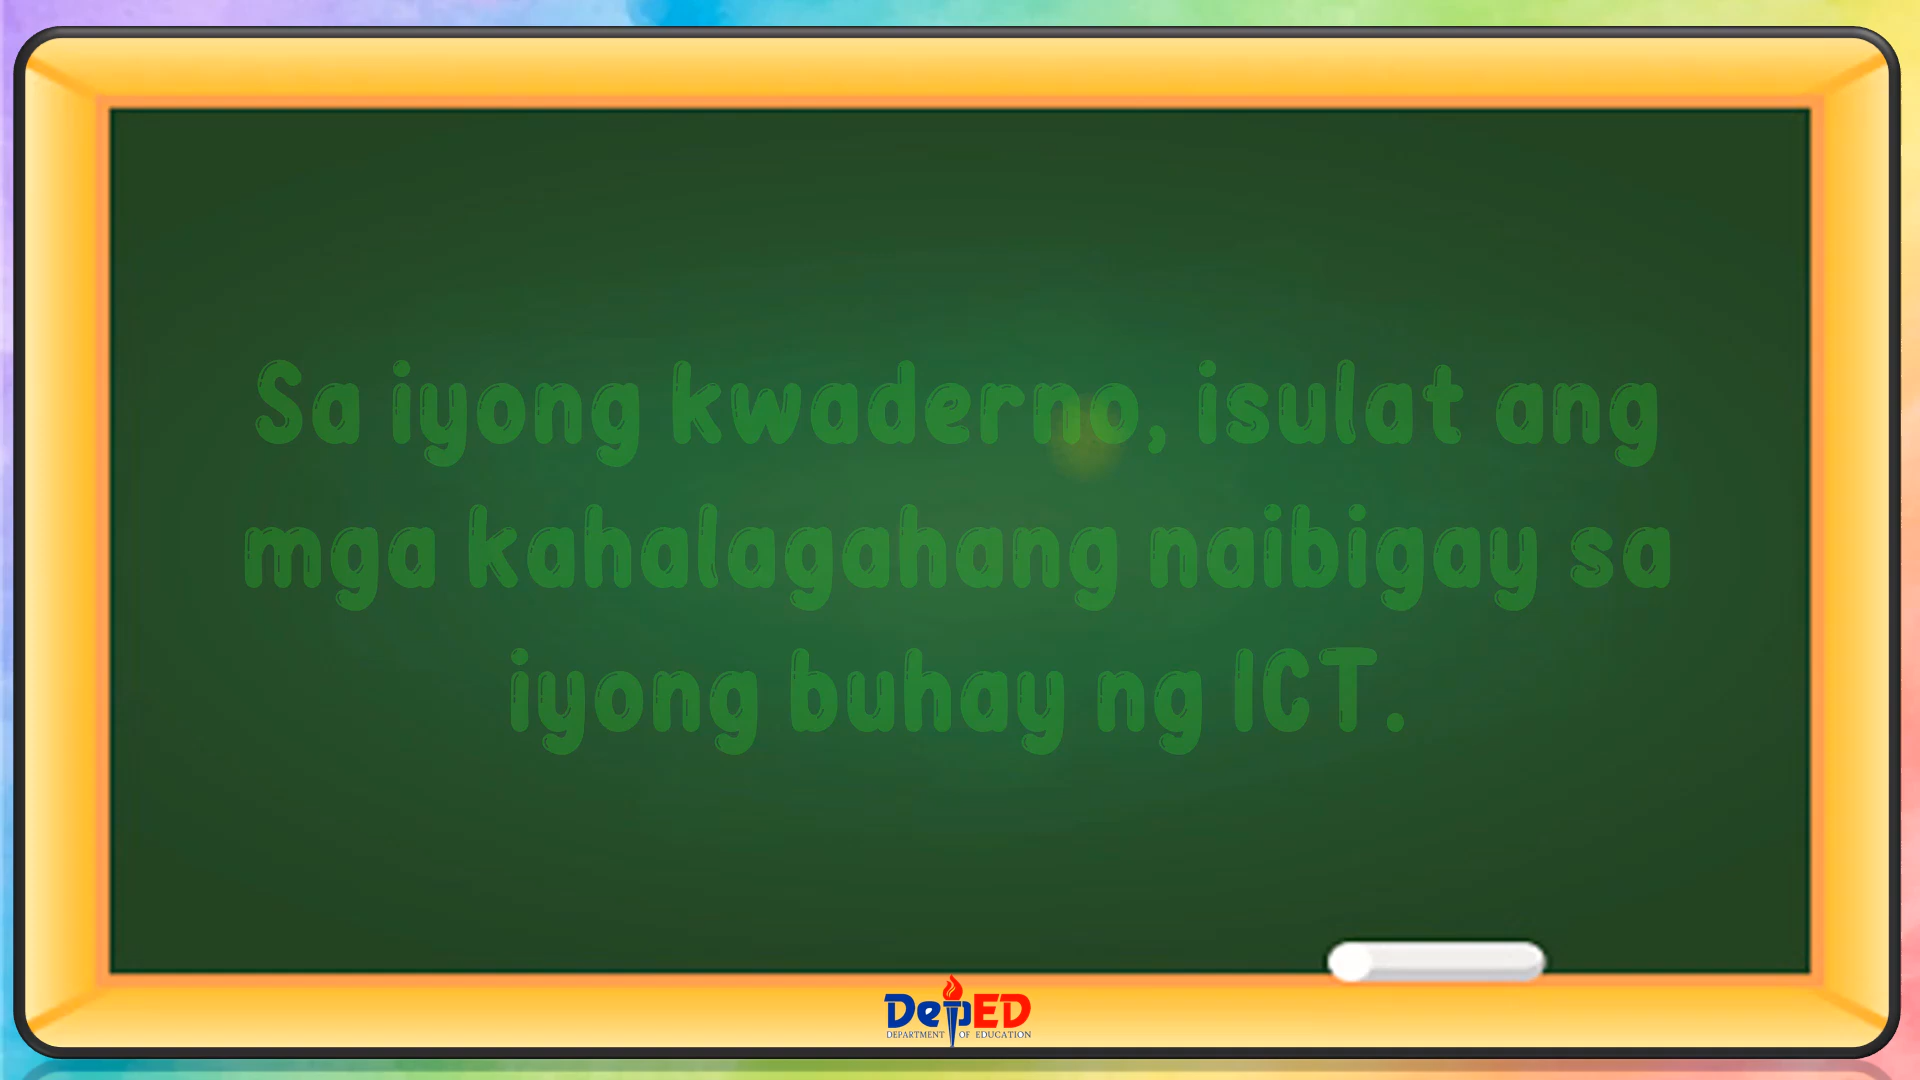 Sa iyong kwaderno, isulat ang
mga kahalagahang naibigay sa
iyong buhay ng ICT.
DepED
DEPARTMENT OF EDUCATION